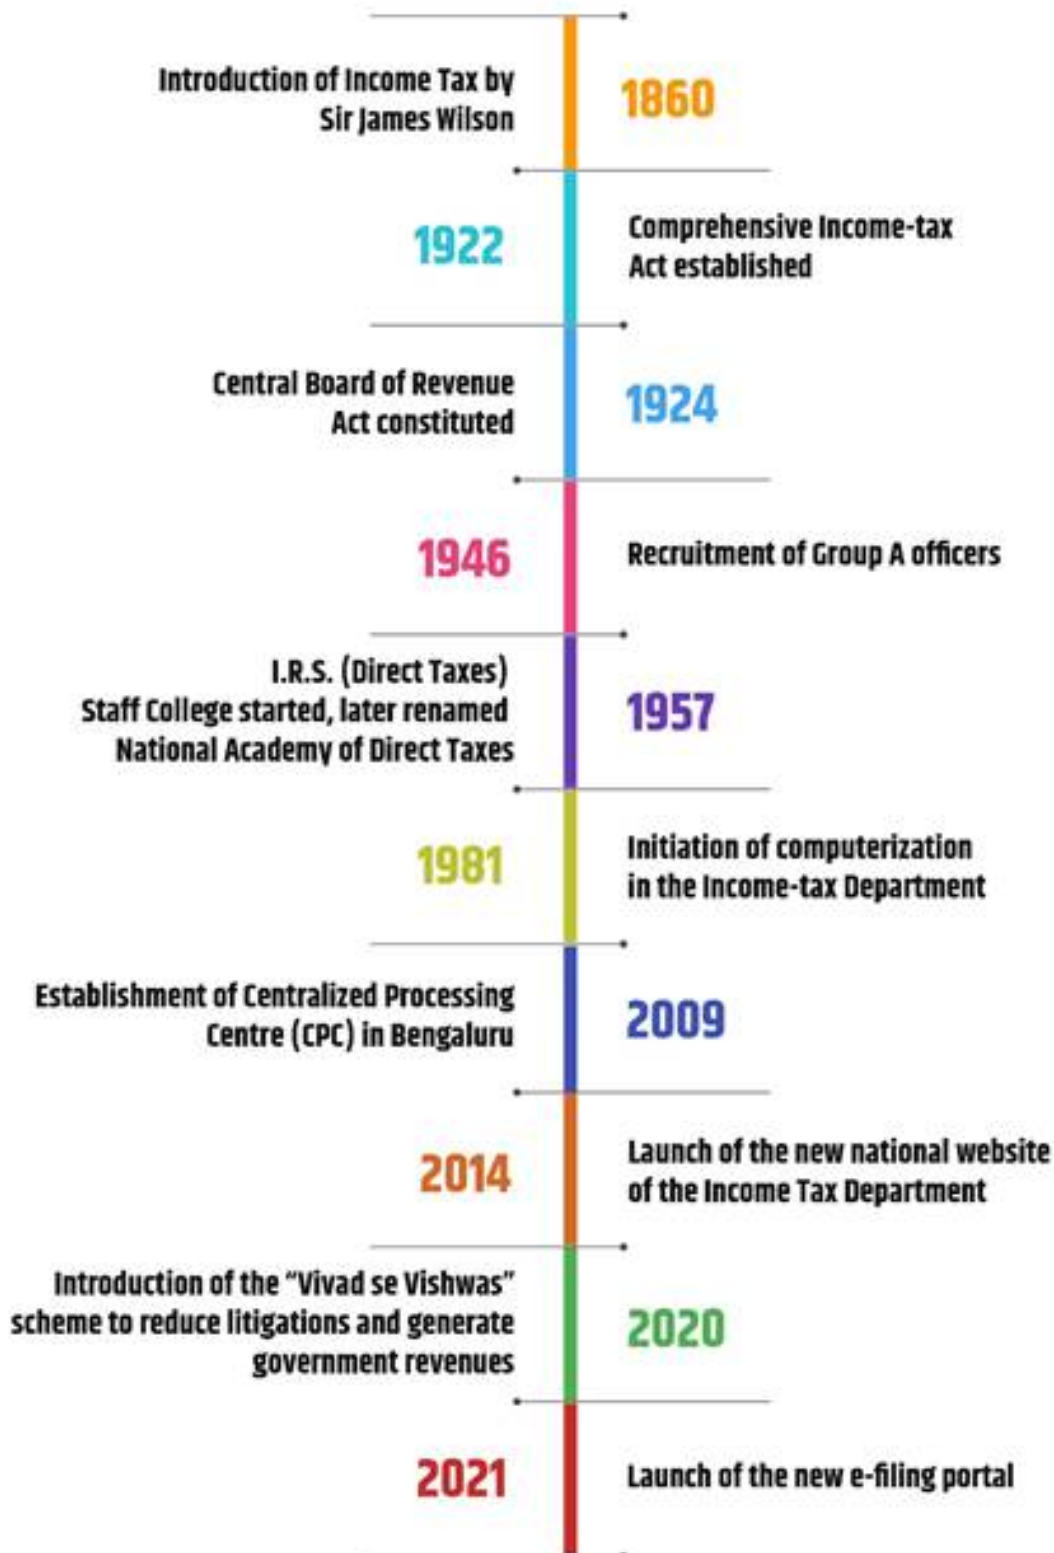 Introduction of Income Tax by
Sir James Wilson
1860
1922
Comprehensive Income-tax
Act established
Central Board of Revenue
Act constituted
1924
1946
Recruitment of Group A officers
I.R.S. (Direct Taxes)
Staff College started, later renamed
National Academy of Direct Taxes
1957
1981
Initiation of computerization
in the Income-tax Department
Establishment of Centralized Processing
Centre (CPC) in Bengaluru
2009
2014
Launch of the new national website
of the Income Tax Department
Introduction of the “Vivad se Vishwas”
scheme to reduce litigations and generate
government revenues
2020
2021
Launch of the new e-filing portal